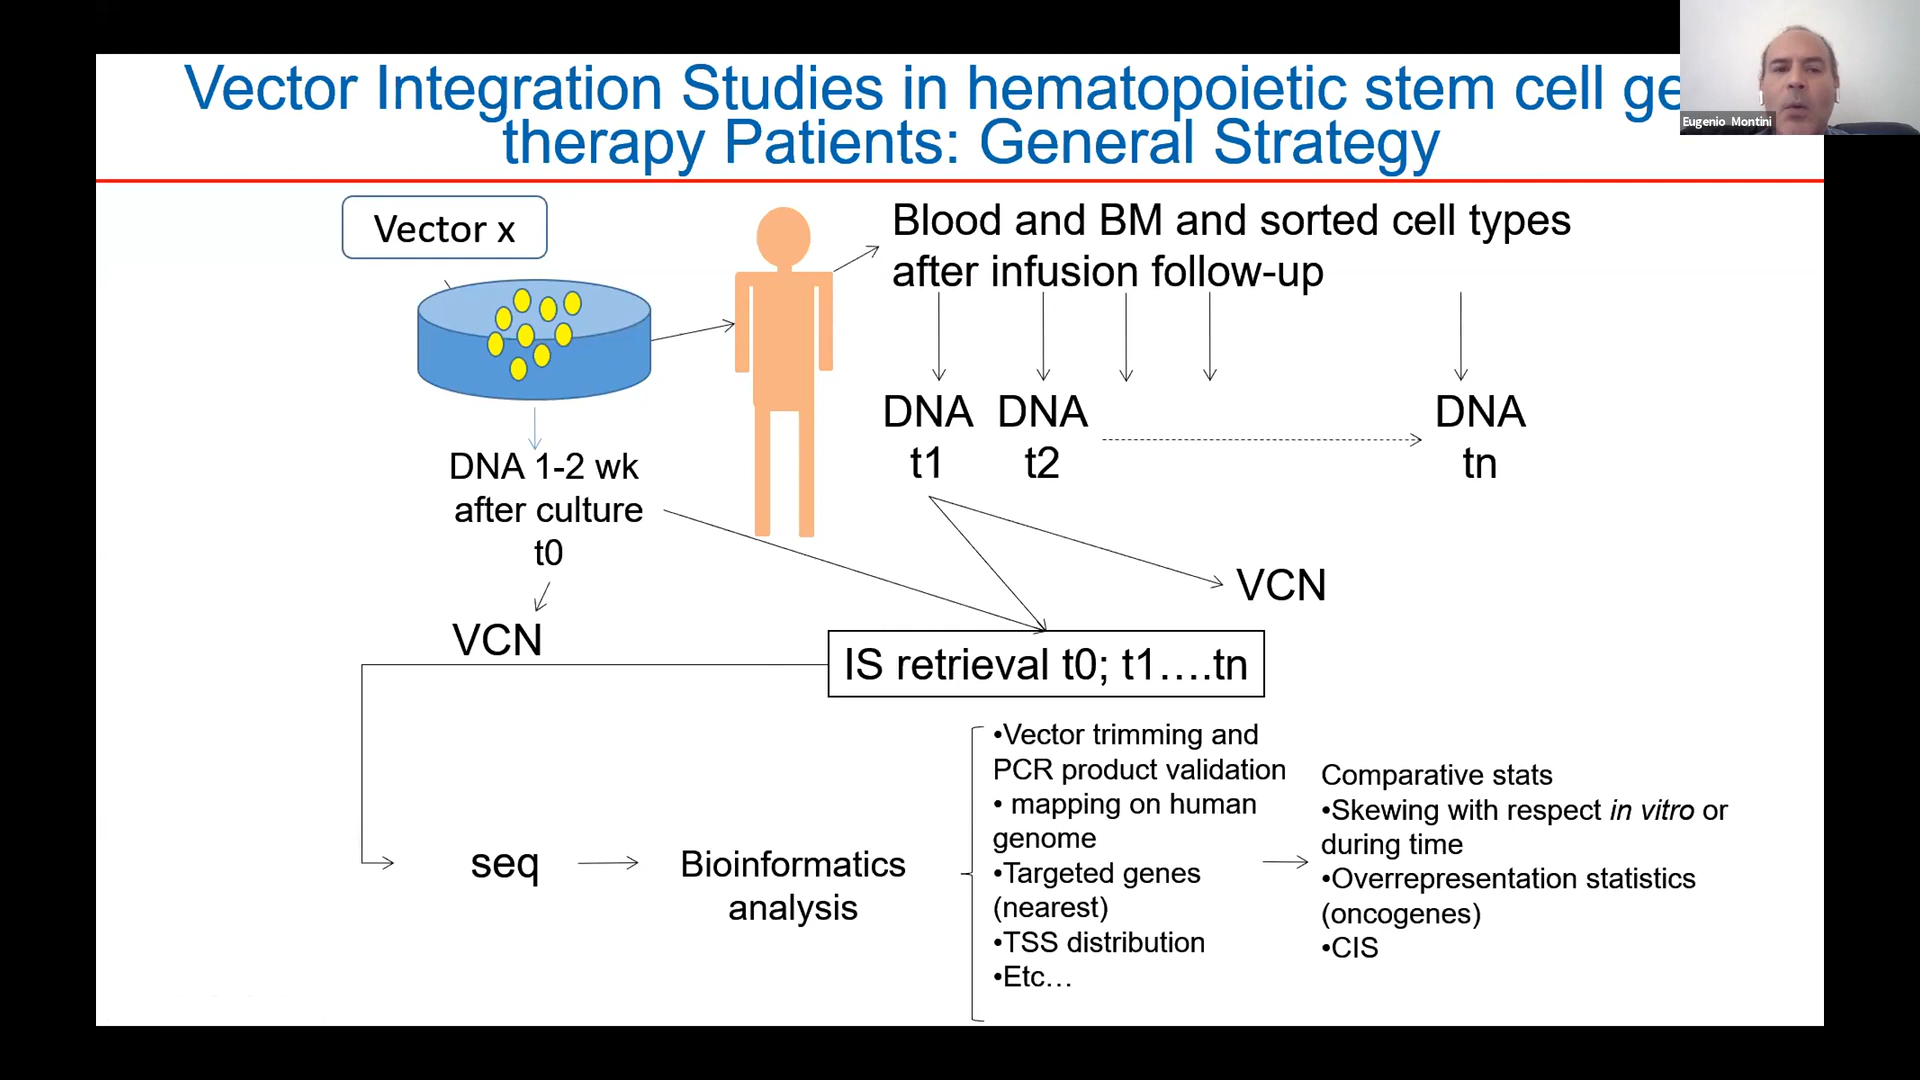 Vector Integration Studies in hematopoietic stem cell ge
therapy Patients: General Strategy
Eugenio Montini
Vector x
Blood and BM and sorted cell types
after infusion follow-up
DNA DNA DNA
t1 t2 tn
DNA 1-2 wk
after culture
t0
VCN
VCN
IS retrieval t0; t1….tn
seq
Bioinformatics
analysis
•Vector trimming and
PCR product validation
• mapping on human
genome
•Targeted genes
(nearest)
•TSS distribution
•Etc…
Comparative stats
•Skewing with respect in vitro or
during time
•Overrepresentation statistics
(oncogenes)
•CIS